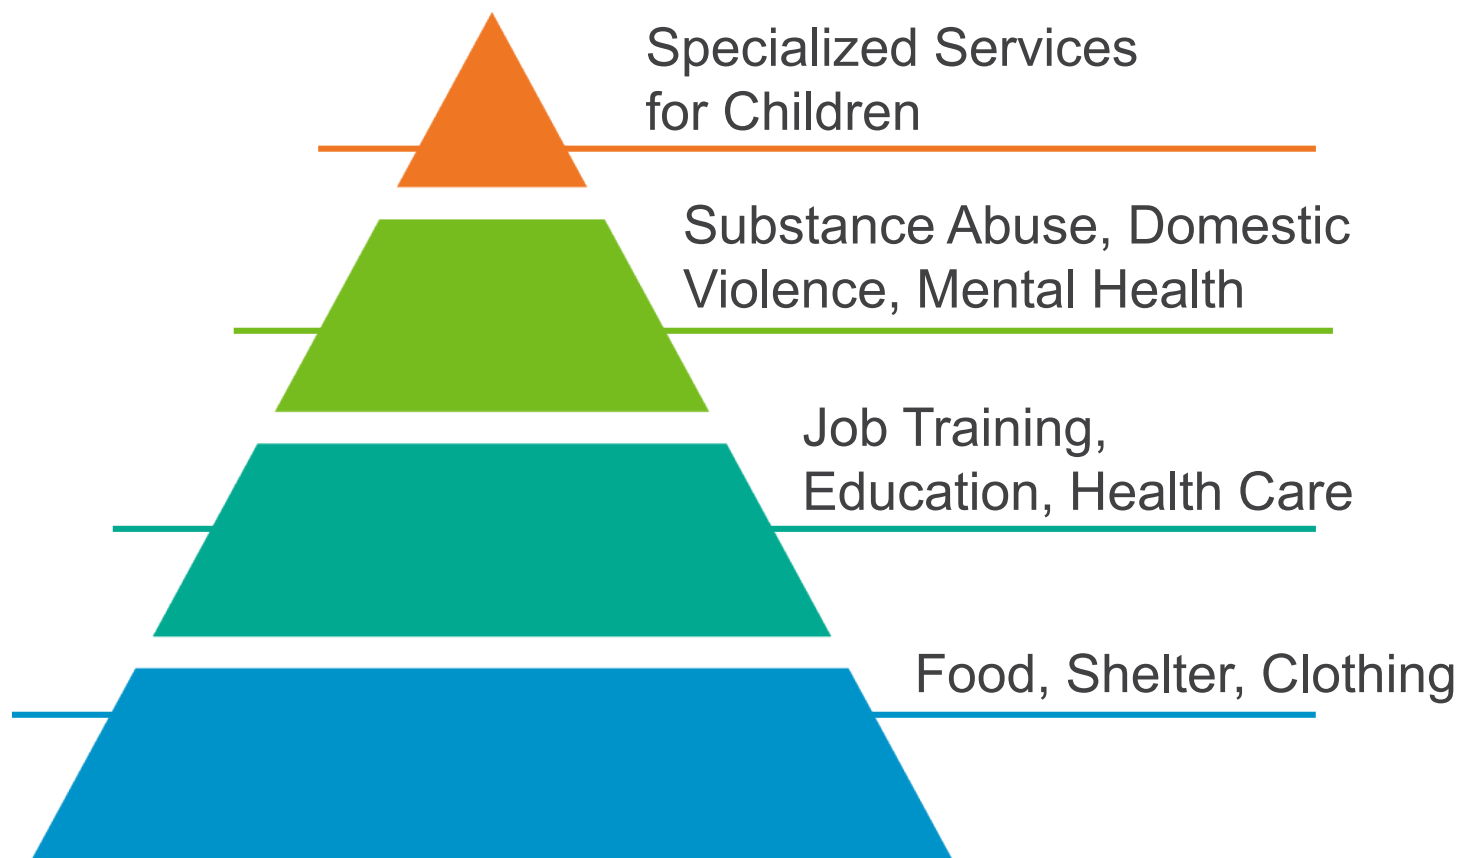 Specialized Services
for Children
Substance Abuse, Domestic
Violence, Mental Health
Job Training,
Education, Health Care
Food, Shelter, Clothing